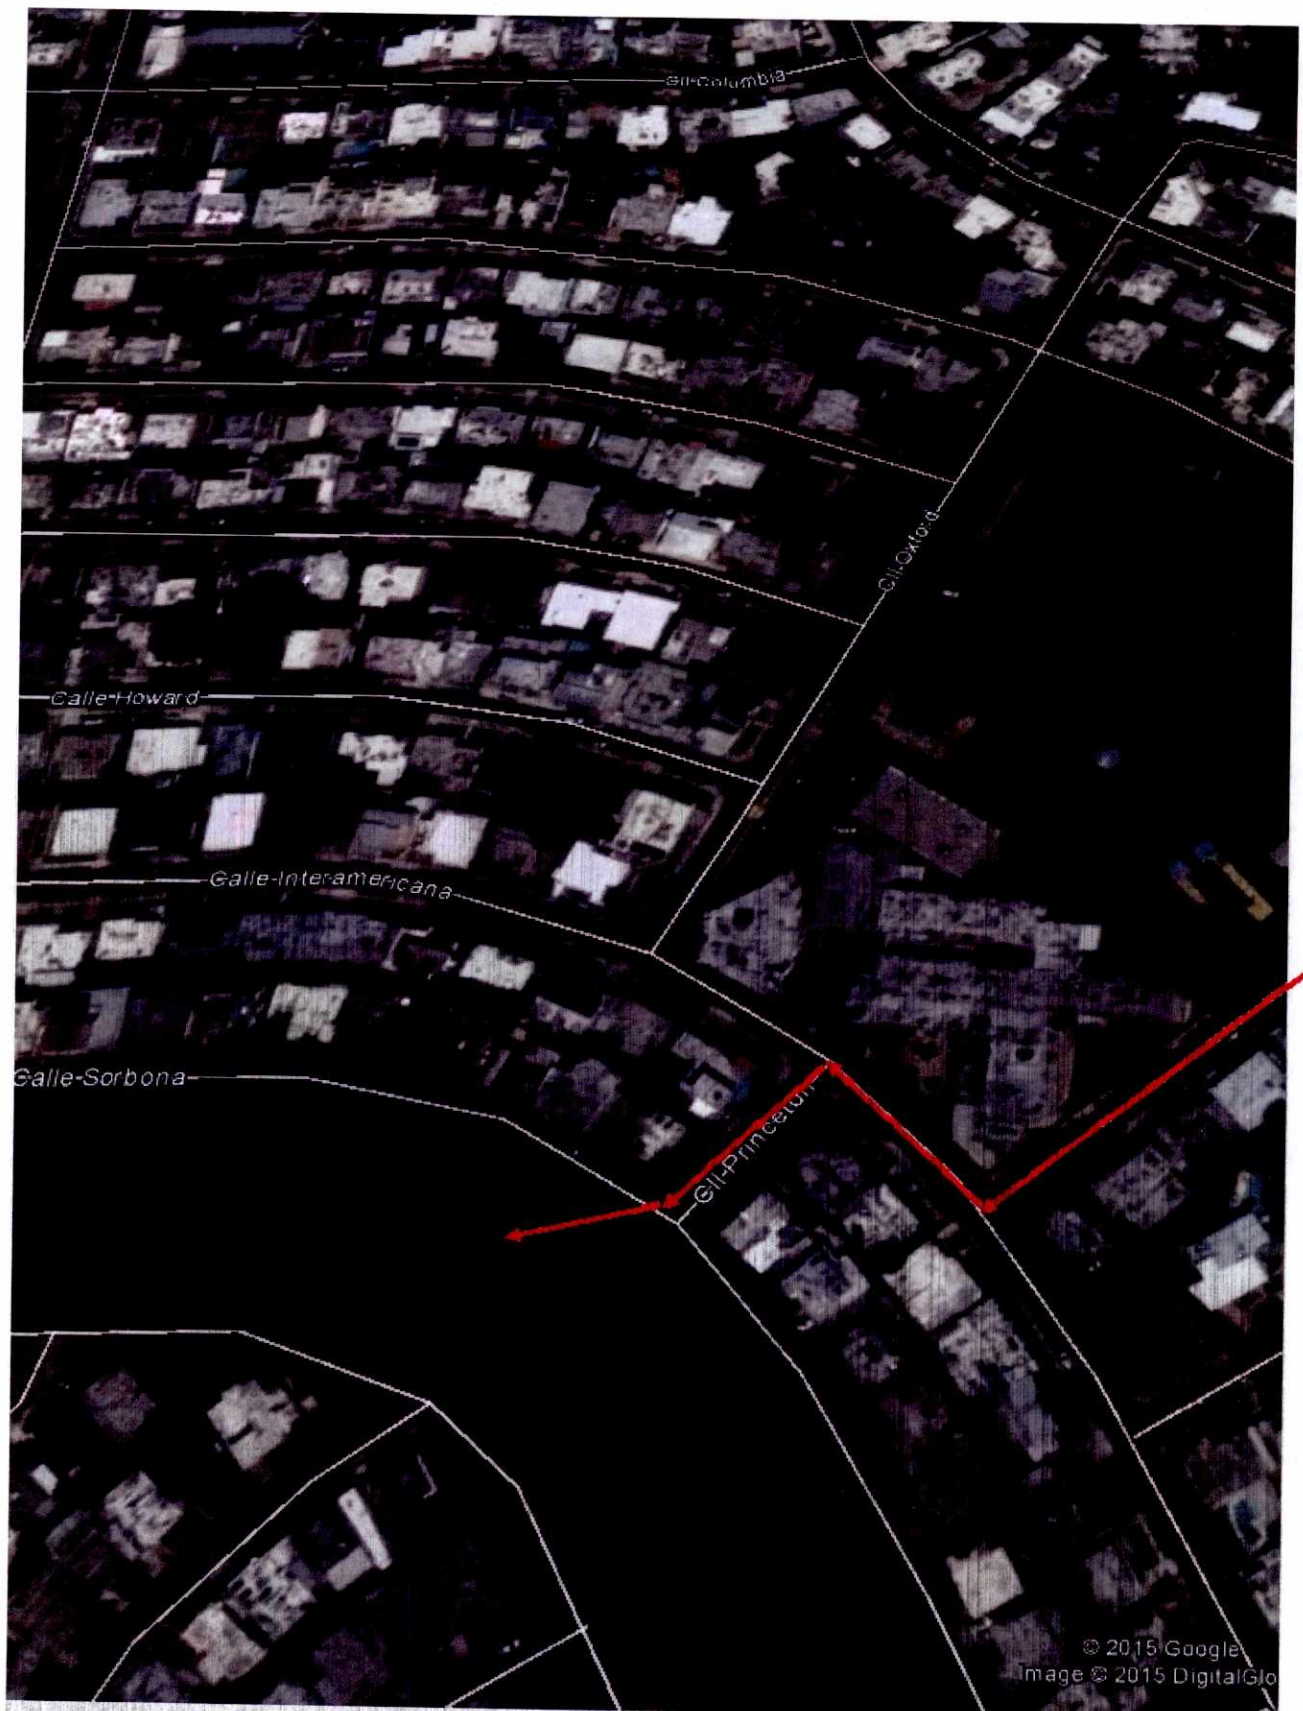 Cll-Columbia
Cll-Oxford
Calle-Howard
Calle-Interamericana
Calle-Sorbona
Cll-Princeton
© 2015 Google
Image © 2015 DigitalGlo